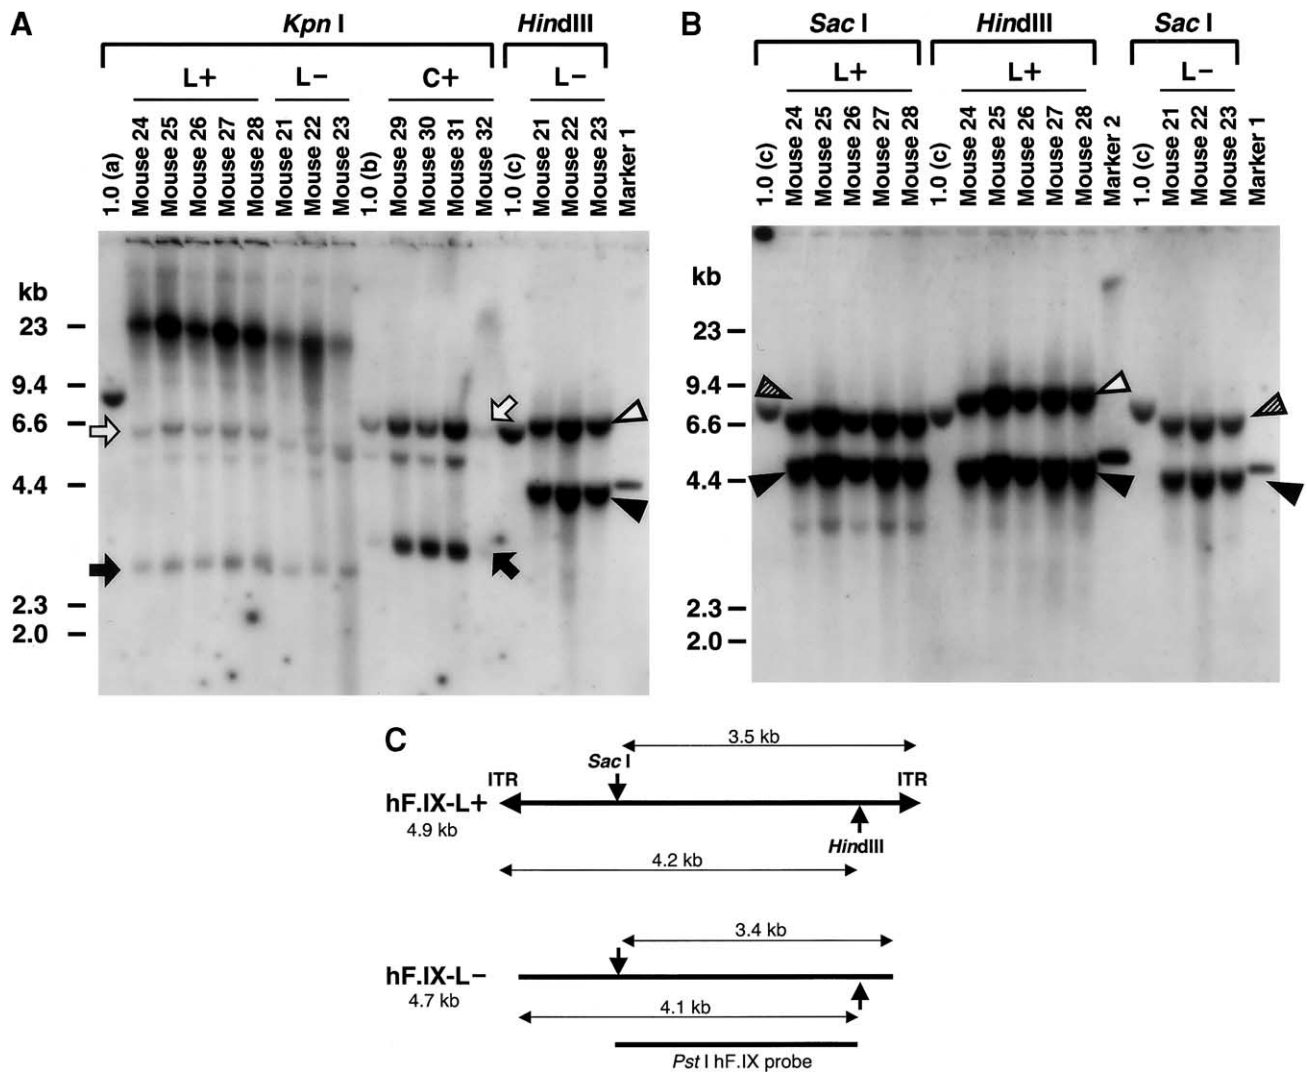 A
Kpn I
HindIII
L+
L−
C+
L−
1.0 (a)
Mouse 24
Mouse 25
Mouse 26
Mouse 27
Mouse 28
Mouse 21
Mouse 22
Mouse 23
1.0 (b)
Mouse 29
Mouse 30
Mouse 31
Mouse 32
1.0 (c)
Mouse 21
Mouse 22
Mouse 23
Marker 1
kb
23
9.4
6.6
4.4
2.3
2.0
B
Sac I
HindIII
Sac I
L+
L+
L−
1.0 (c)
Mouse 24
Mouse 25
Mouse 26
Mouse 27
Mouse 28
1.0 (c)
Mouse 24
Mouse 25
Mouse 26
Mouse 27
Mouse 28
Marker 2
1.0 (c)
Mouse 21
Mouse 22
Mouse 23
Marker 1
kb
23
9.4
6.6
4.4
2.3
2.0
C
3.5 kb
Sac I
ITR
ITR
hF.IX-L+
4.9 kb
HindIII
4.2 kb
3.4 kb
hF.IX-L−
4.7 kb
4.1 kb
Pst I hF.IX probe